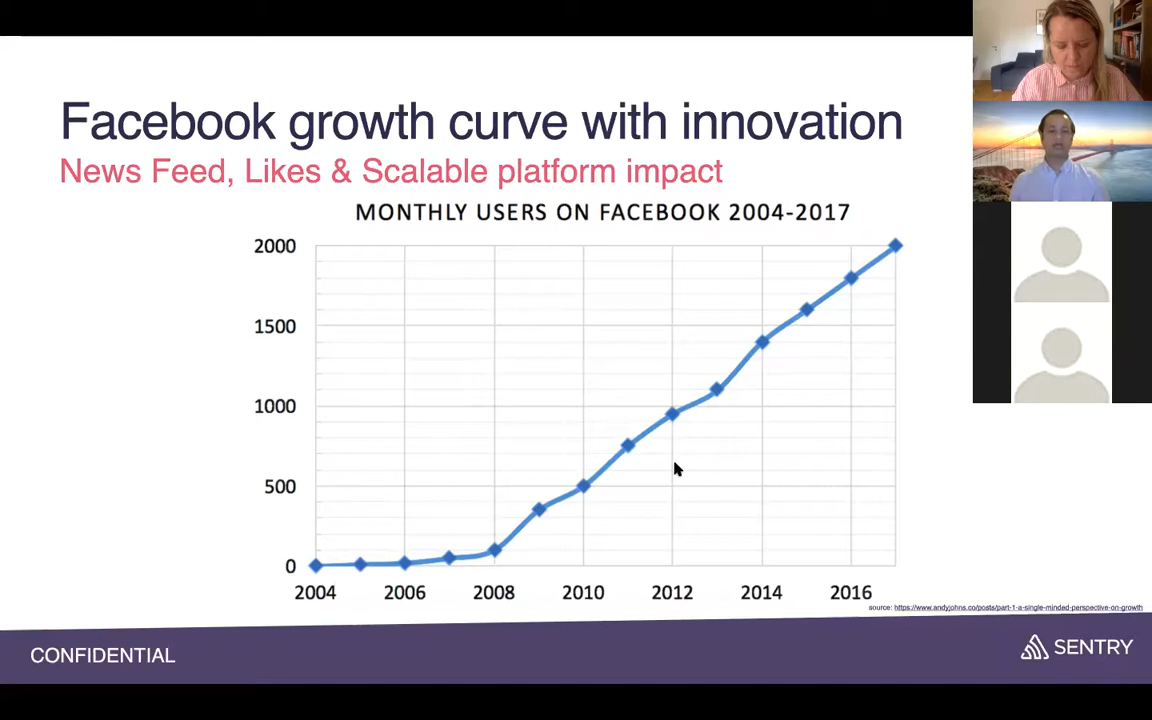 Facebook growth curve with innovation
News Feed, Likes & Scalable platform impact
MONTHLY USERS ON FACEBOOK 2004-2017
2000
1500
1000
500
0
2004 2006 2008 2010 2012 2014 2016
source: https://www.andyjohns.co/posts/part-1-a-single-minded-perspective-on-growth
CONFIDENTIAL
SENTRY